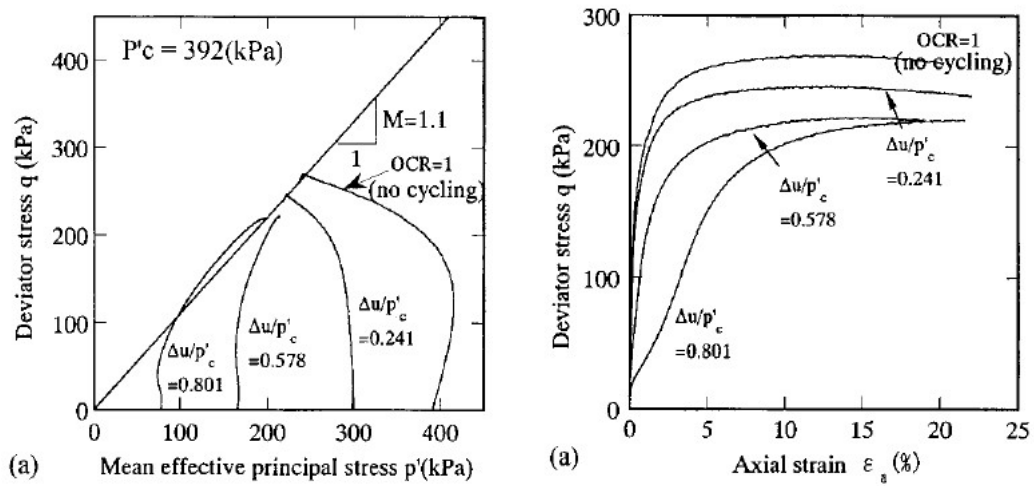 P'c = 392(kPa)
M=1.1
1
OCR=1
(no cycling)
Δu/p'c
=0.801
Δu/p'c
=0.578
Δu/p'c
=0.241
400
300
200
100
0
0
100
200
300
400
Deviator stress q (kPa)
Mean effective principal stress p'(kPa)
(a)
300
250
200
150
100
50
0
0
5
10
15
20
25
OCR=1
(no cycling)
Δu/p'c
=0.241
Δu/p'c
=0.578
Δu/p'c
=0.801
Deviator stress q (kPa)
Axial strain εa(%)
(a)